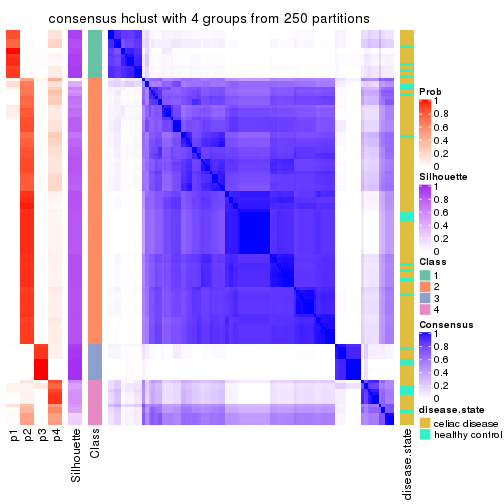 consensus hclust with 4 groups from 250 partitions
Prob
1
0.8
0.6
0.4
0.2
0
Silhouette
1
0.8
0.6
0.4
0.2
0
Class
1
2
3
4
Consensus
1
0.8
0.6
0.4
0.2
0
disease.state
celiac disease
healthy control
p1
p2
p3
p4
Silhouette
Class
disease.state